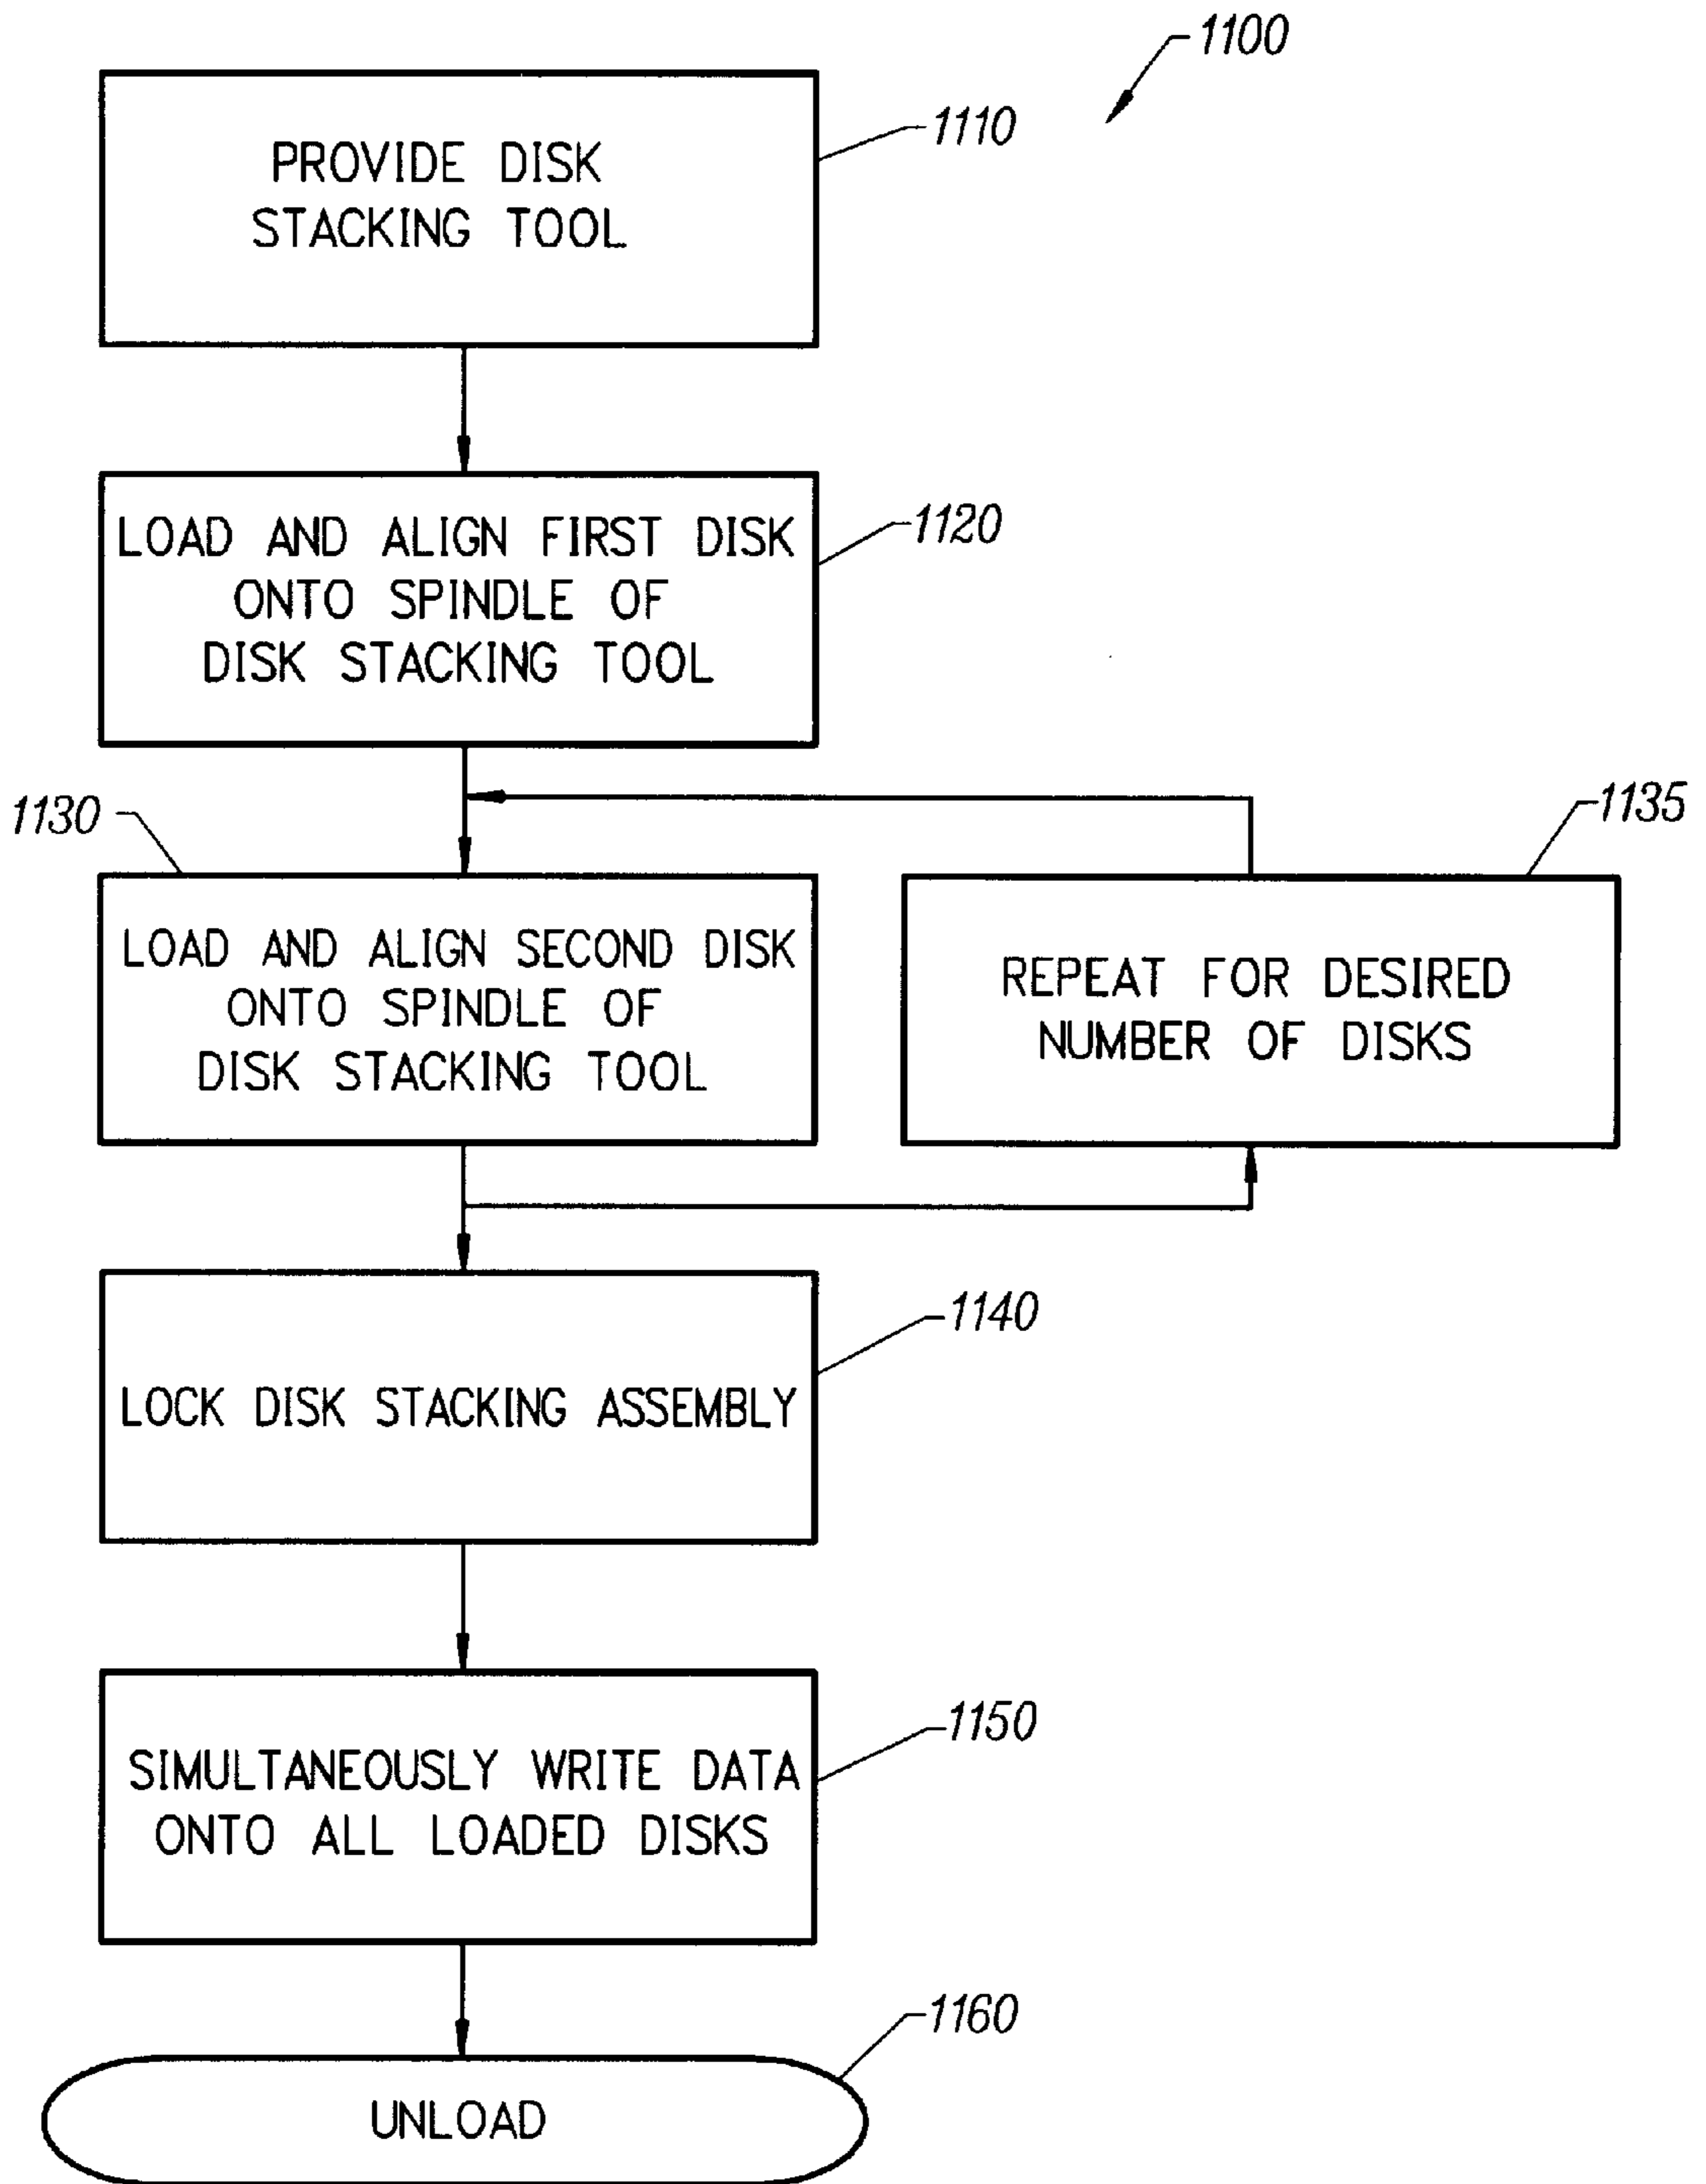 1100
1110
PROVIDE DISK
STACKING TOOL
1120
LOAD AND ALIGN FIRST DISK
ONTO SPINDLE OF
DISK STACKING TOOL
1130
LOAD AND ALIGN SECOND DISK
ONTO SPINDLE OF
DISK STACKING TOOL
1135
REPEAT FOR DESIRED
NUMBER OF DISKS
1140
LOCK DISK STACKING ASSEMBLY
1150
SIMULTANEOUSLY WRITE DATA
ONTO ALL LOADED DISKS
1160
UNLOAD